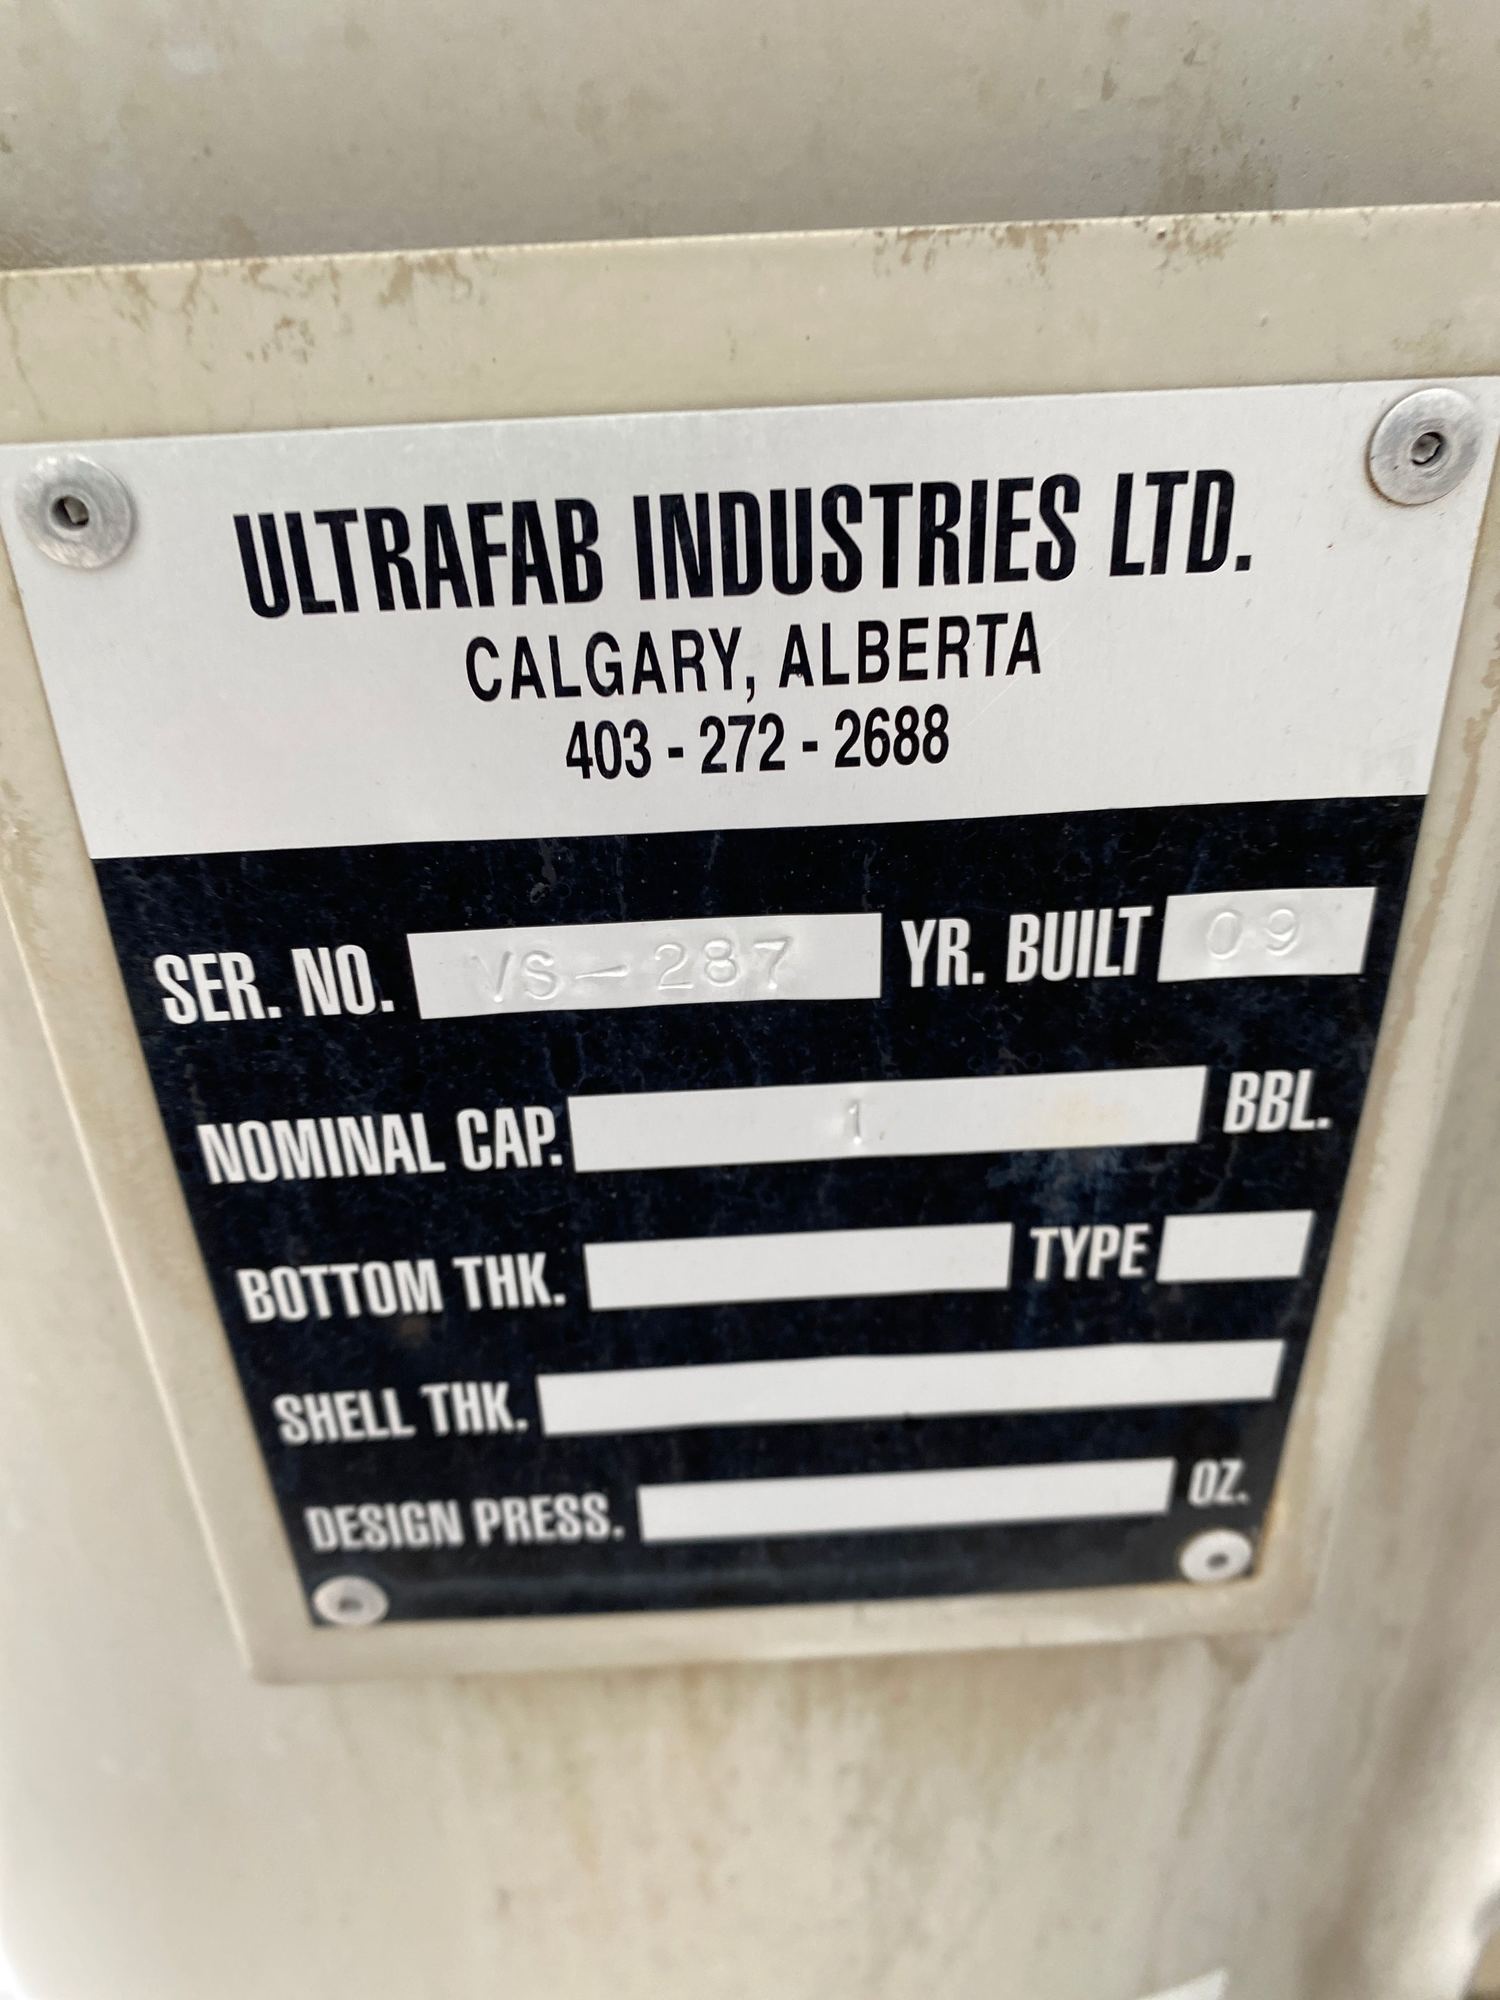 ULTRAFAB INDUSTRIES LTD.
CALGARY, ALBERTA
403 - 272 - 2688
SER. NO. VS-287 YR. BUILT 09
NOMINAL CAP. 1 BBL.
BOTTOM THK. TYPE
SHELL THK.
DESIGN PRESS. OZ.